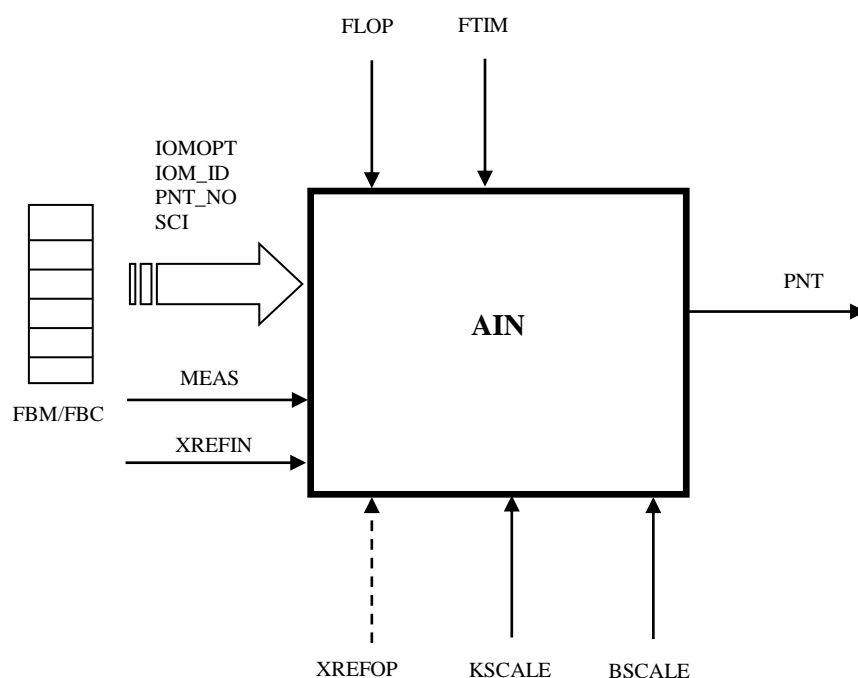 FLOP
FTIM
IOMOPT
IOM_ID
PNT_NO
SCI
PNT
AIN
MEAS
FBM/FBC
XREFIN
XREFOP
KSCALE
BSCALE